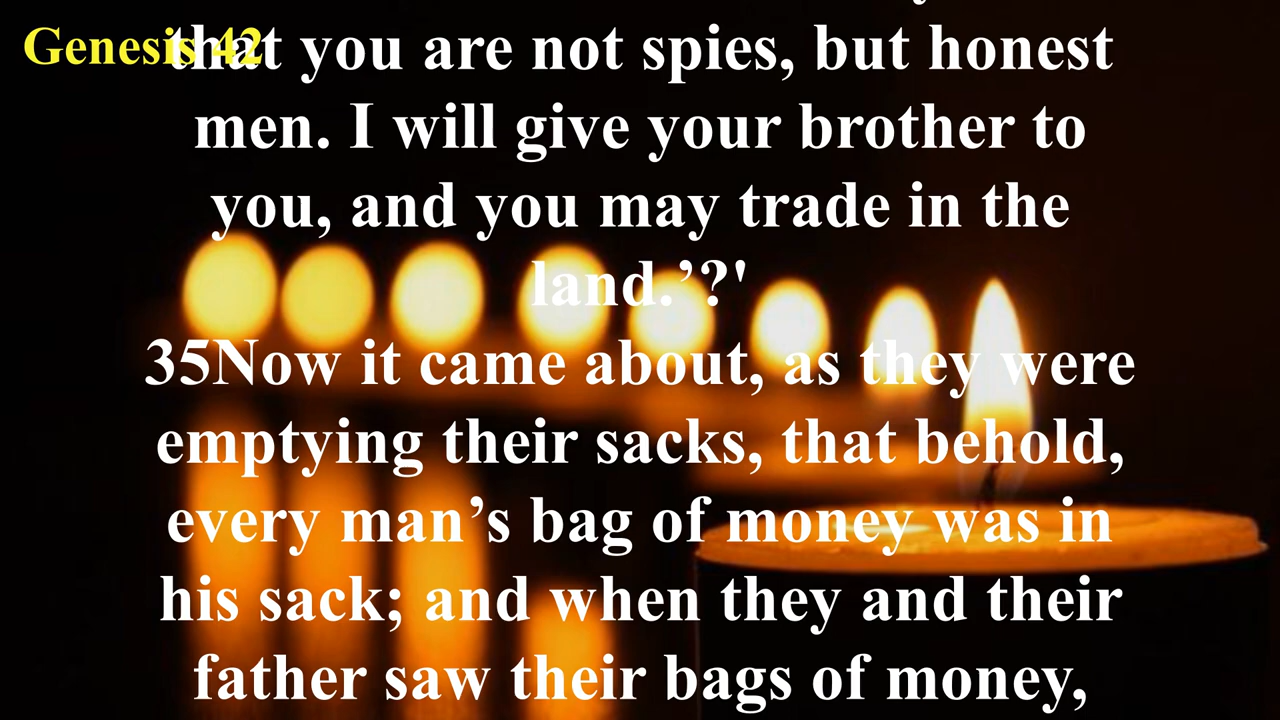 Genesis 42
that you are not spies, but honest
men. I will give your brother to
you, and you may trade in the
land.’?'
35Now it came about, as they were
emptying their sacks, that behold,
every man’s bag of money was in
his sack; and when they and their
father saw their bags of money,